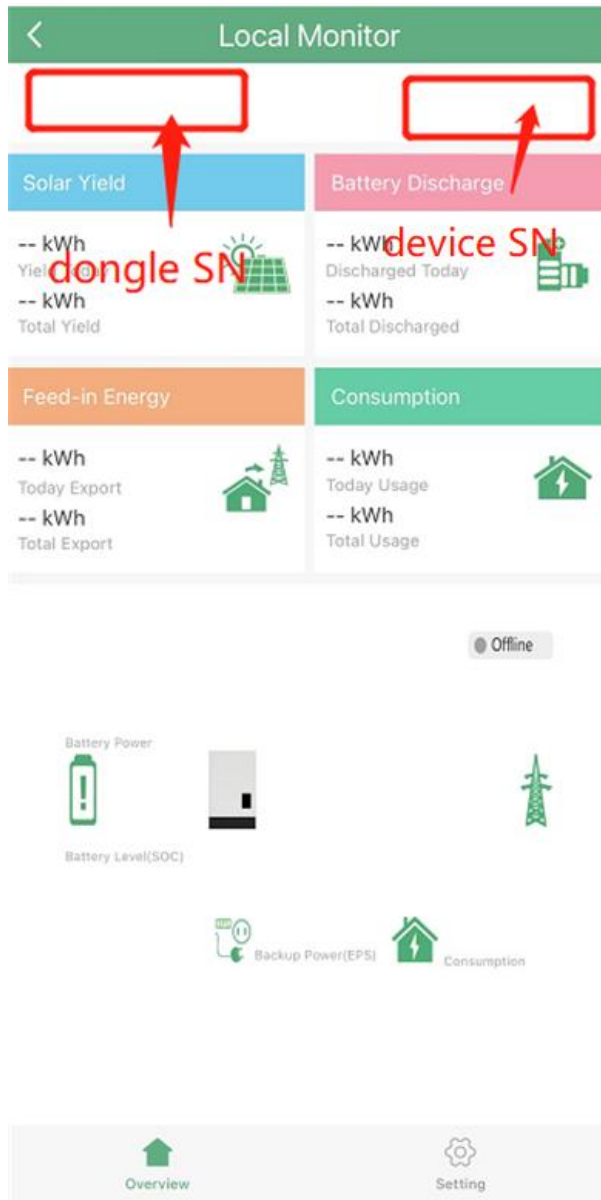 Local Monitor
Solar Yield
Battery Discharge
-- kWh
Yield Today
-- kWh
Total Yield
dongle SN
-- kWh
Discharged Today
-- kWh
Total Discharged
device SN
Feed-in Energy
Consumption
-- kWh
Today Export
-- kWh
Total Export
-- kWh
Today Usage
-- kWh
Total Usage
Offline
Battery Power
Battery Level(SOC)
Backup Power(EPS)
Consumption
Overview
Setting